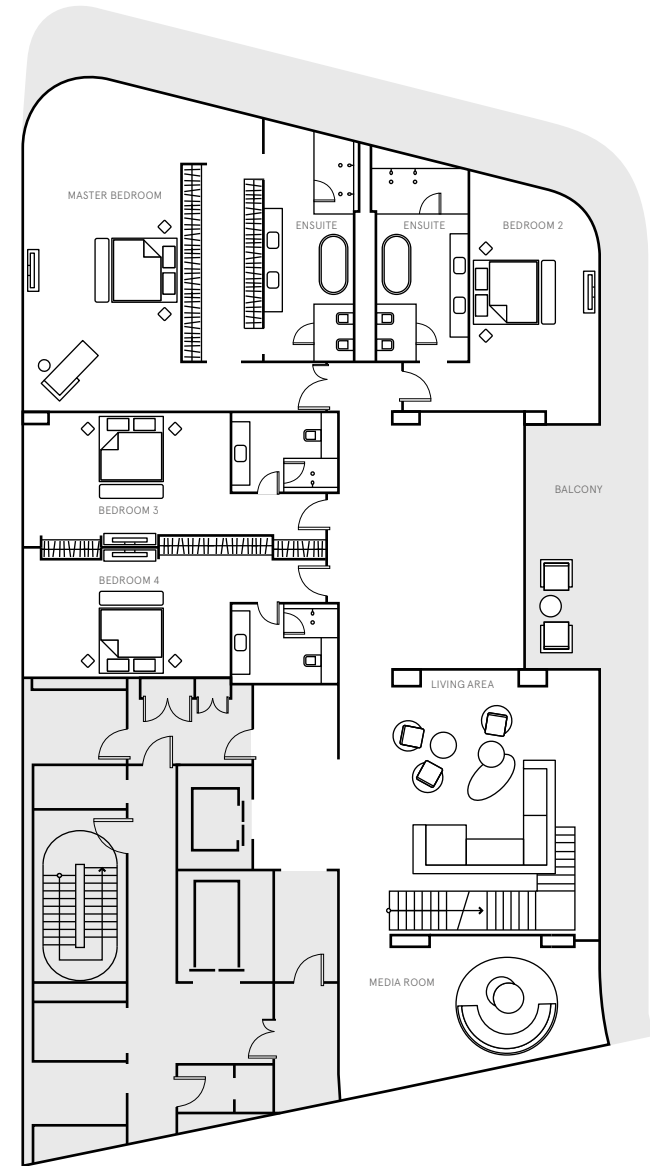 MASTER BEDROOM
ENSUITE
ENSUITE
BEDROOM 2
BALCONY
BEDROOM 3
BEDROOM 4
LIVING AREA
MEDIA ROOM